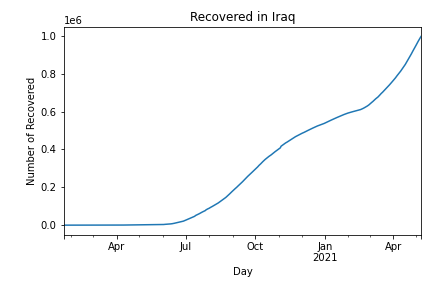 Recovered in Iraq
1e6
1.0
0.8
0.6
0.4
0.2
0.0
Number of Recovered
Apr Jul Oct Jan Apr
2021
Day